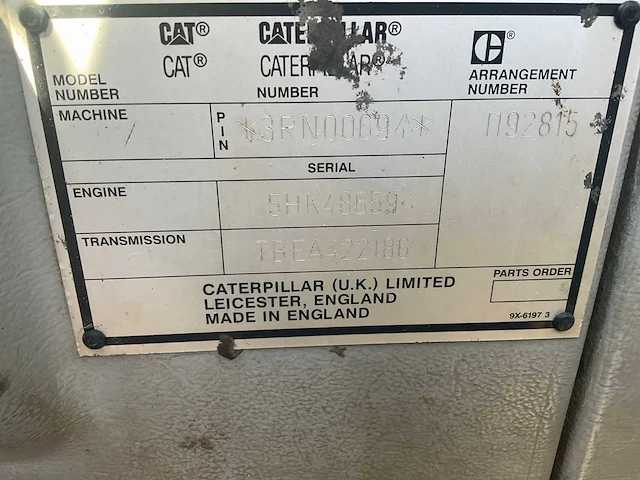 CAT® CATERPILLAR®
CAT® CATERPILLAR®
MODEL NUMBER NUMBER ARRANGEMENT NUMBER
MACHINE PIN *3RN00694* 1192815
SERIAL
ENGINE
TRANSMISSION TBEA422186
CATERPILLAR (U.K.) LIMITED PARTS ORDER
LEICESTER, ENGLAND
MADE IN ENGLAND 9X-6197 3